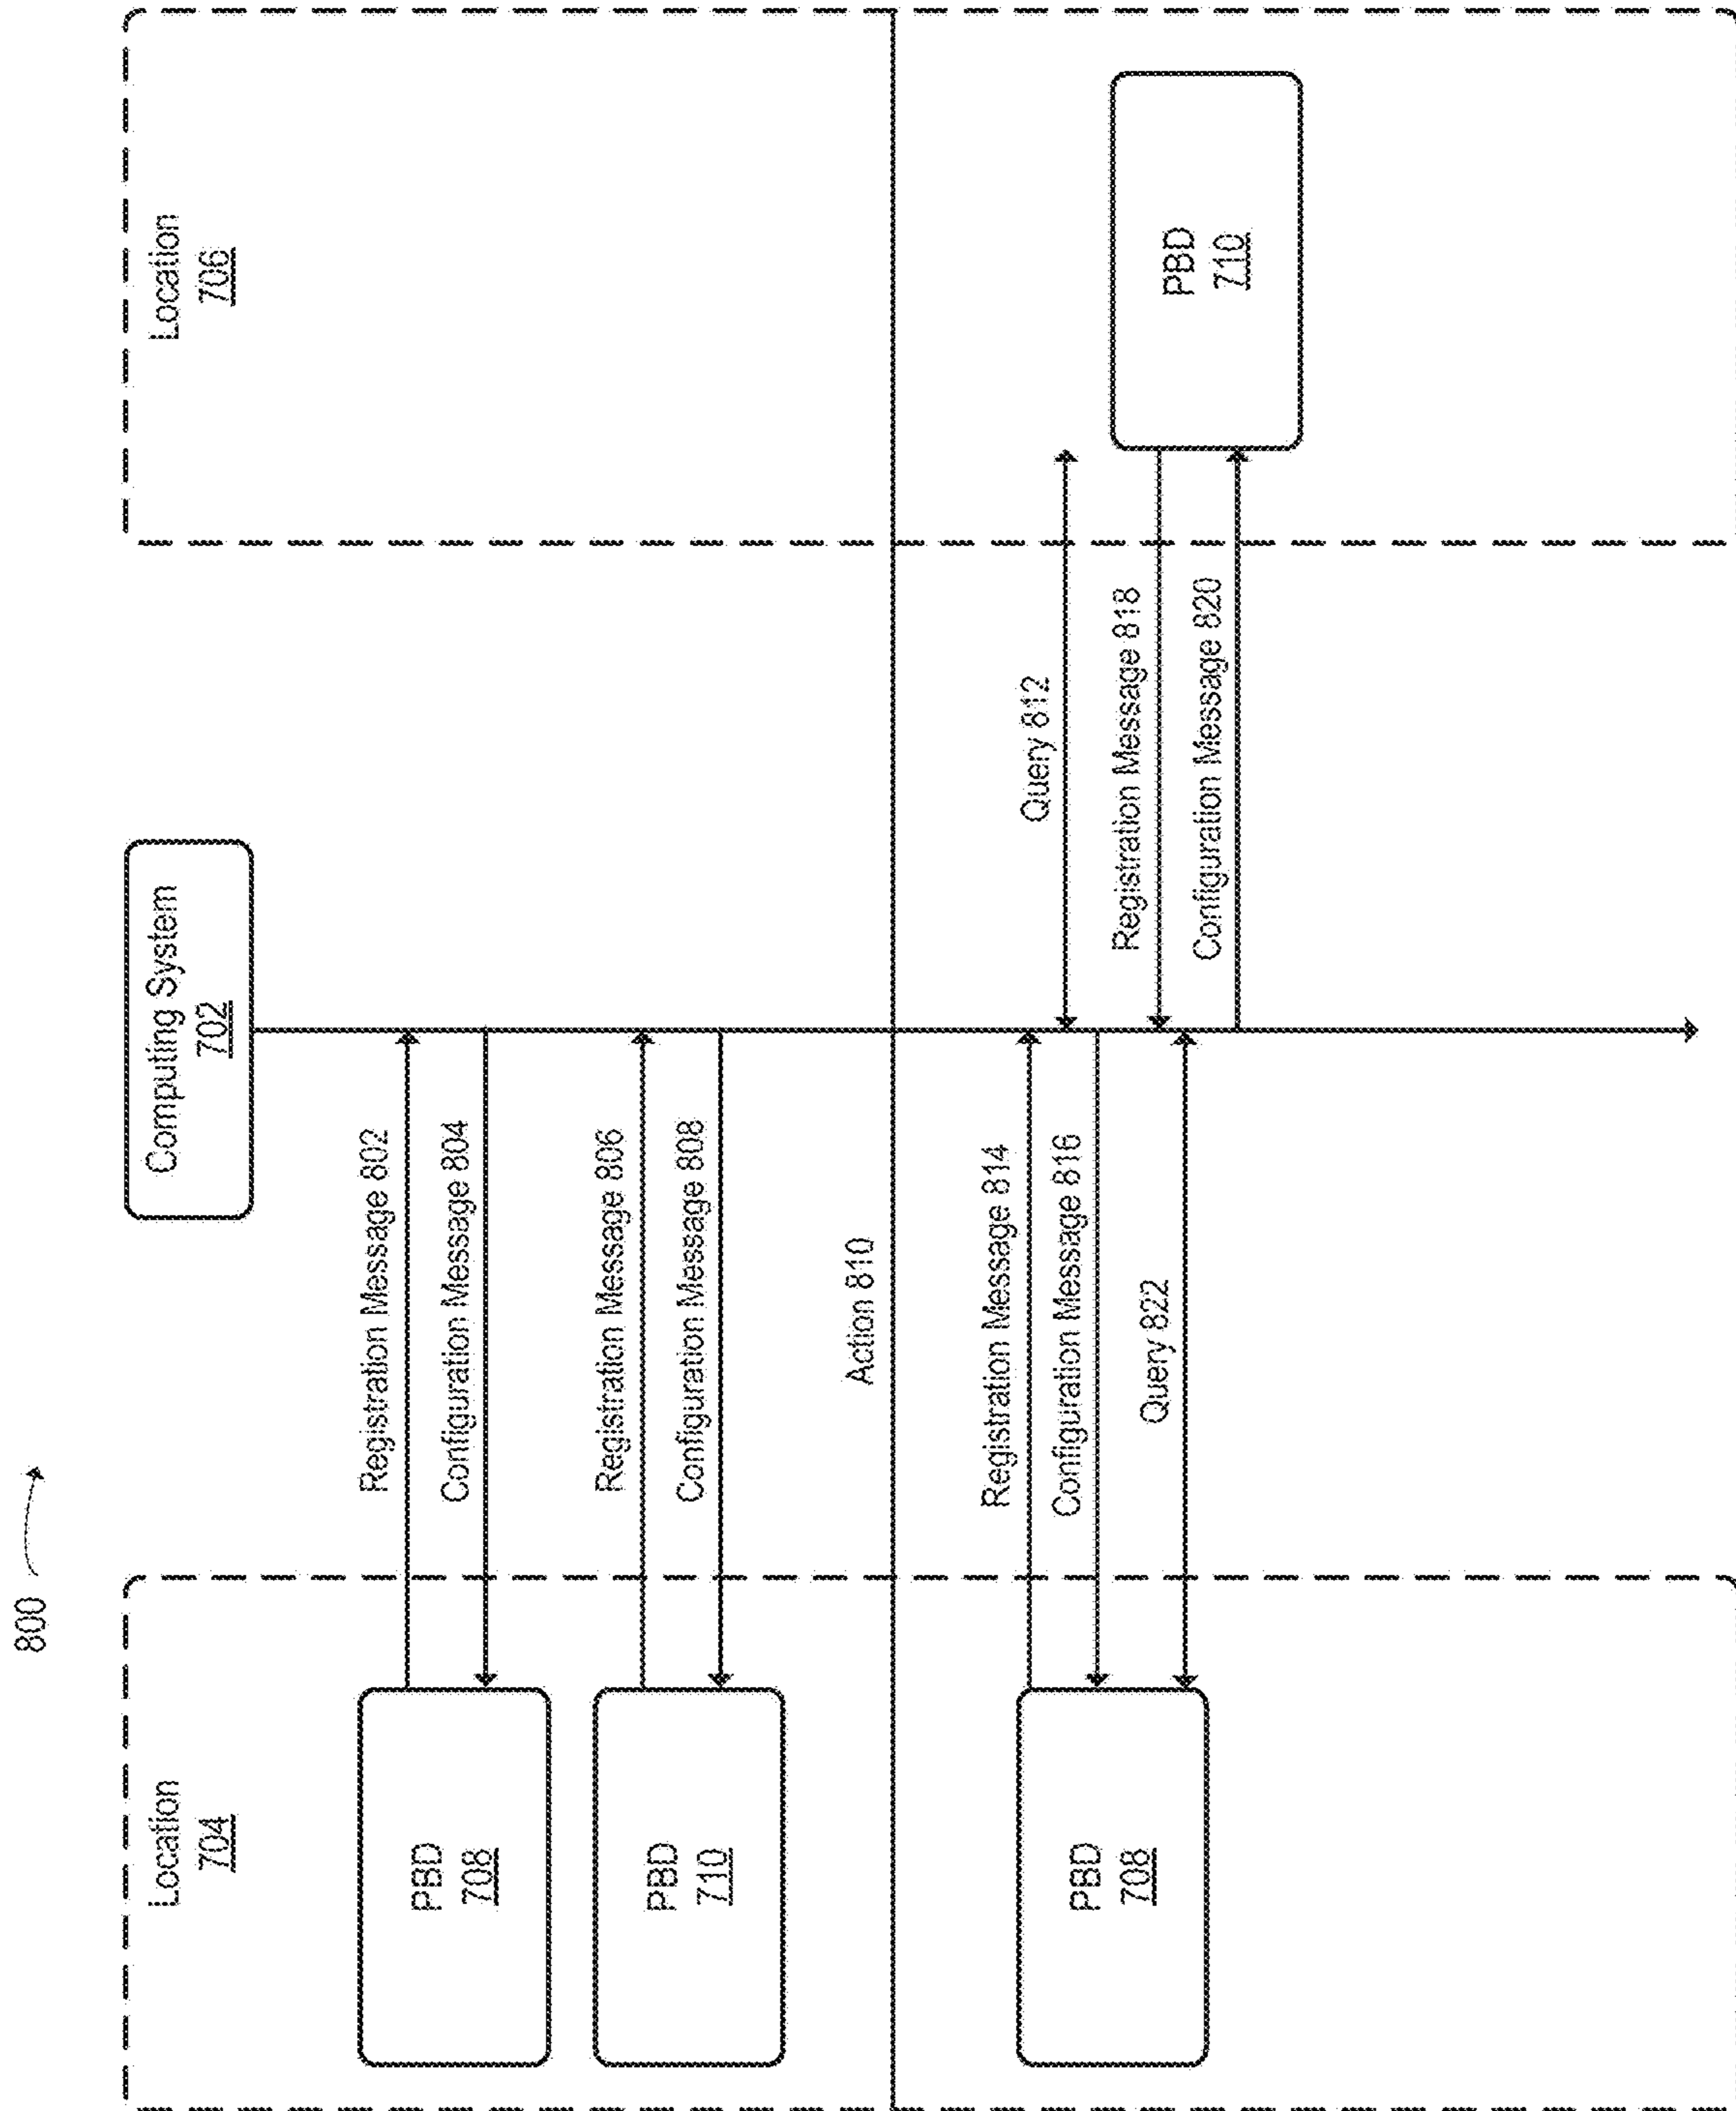 800
Location
704
Computing System
702
Location
706
PBD
708
Registration Message 802
Configuration Message 804
PBD
710
Registration Message 806
Configuration Message 808
Action 810
PBD
708
Registration Message 814
Configuration Message 816
Query 822
Query 812
Registration Message 818
Configuration Message 820
PBD
710